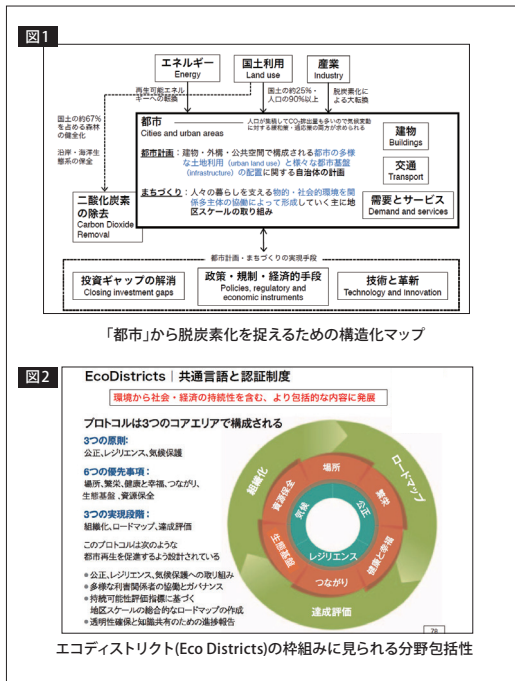 図1
エネルギー
Energy
国土利用
Land use
産業
Industry
再生可能エネル
ギーへの転換
国土の約25%・
人口の90%以上
脱炭素化に
よる大転換
国土の約67%
を占める森林
の健全化
沿岸・海洋生
態系の保全
都市
Cities and urban areas
人口が集積してCO₂排出量も多いので気候変動
に対する緩和策・適応策の両方が求められる
都市計画：建物・外構・公共空間で構成される都市の多様
な土地利用（urban land use）と様々な都市基盤
（infrastructure）の配置に関する自治体の計画
まちづくり：人々の暮らしを支える物的・社会的環境を関
係多主体の協働によって形成していく主に地
区スケールの取り組み
建物
Buildings
交通
Transport
需要とサービス
Demand and services
二酸化炭素
の除去
Carbon Dioxide
Removal
都市計画・まちづくりの実現手段
投資ギャップの解消
Closing investment gaps
政策・規制・経済的手段
Policies, regulatory and
economic instruments
技術と革新
Technology and Innovation
「都市」から脱炭素化を捉えるための構造化マップ
図2
EcoDistricts｜共通言語と認証制度
環境から社会・経済の持続性を含む、より包括的な内容に発展
プロトコルは3つのコアエリアで構成される
3つの原則:
公正、レジリエンス、気候保護
6つの優先事項：
場所、繁栄、健康と幸福、つながり、
生態基盤、資源保全
3つの実現段階：
組織化、ロードマップ、達成評価
このプロトコルは次のような
都市再生を促進するよう設計されている
●公正、レジリエンス、気候保護への取り組み
●多様な利害関係者の協働とガバナンス
●持続可能性評価指標に基づく
地区スケールの総合的なロードマップの作成
●透明性確保と知識共有のための進捗報告
組織化
ロードマップ
達成評価
場所
繁栄
健康と幸福
つながり
生態基盤
資源保全
気候
公正
レジリエンス
78
エコディストリクト(Eco Districts)の枠組みに見られる分野包括性